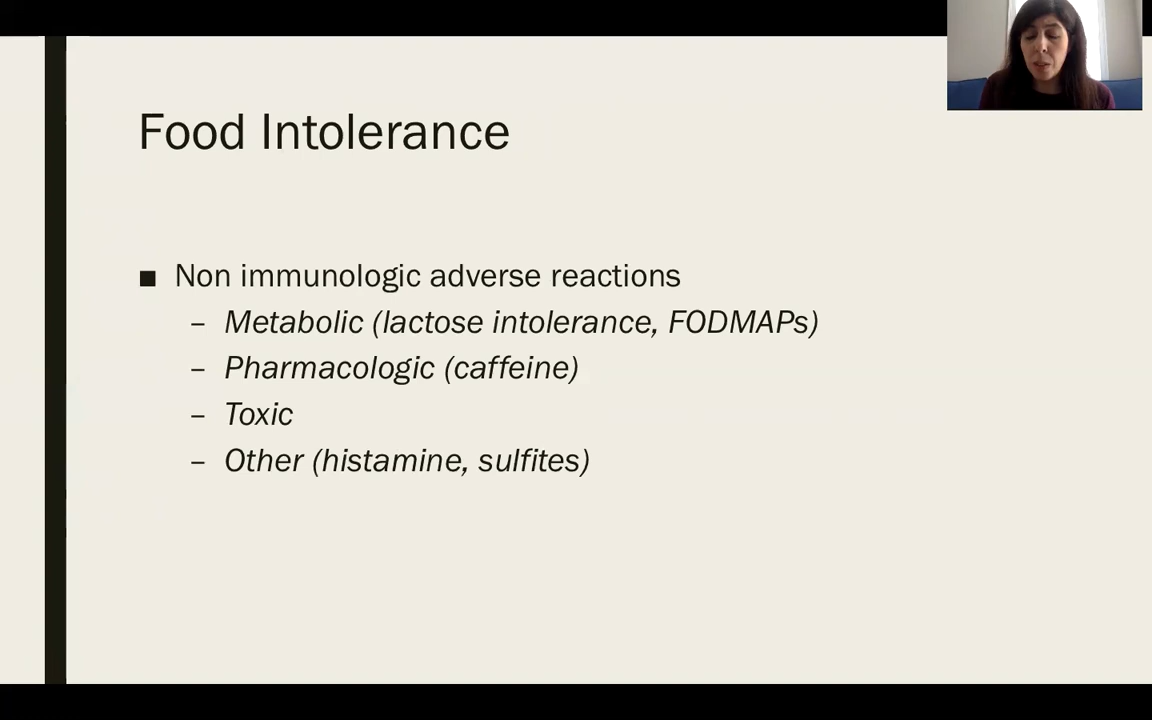 Food Intolerance
■ Non immunologic adverse reactions
– Metabolic (lactose intolerance, FODMAPs)
– Pharmacologic (caffeine)
– Toxic
– Other (histamine, sulfites)